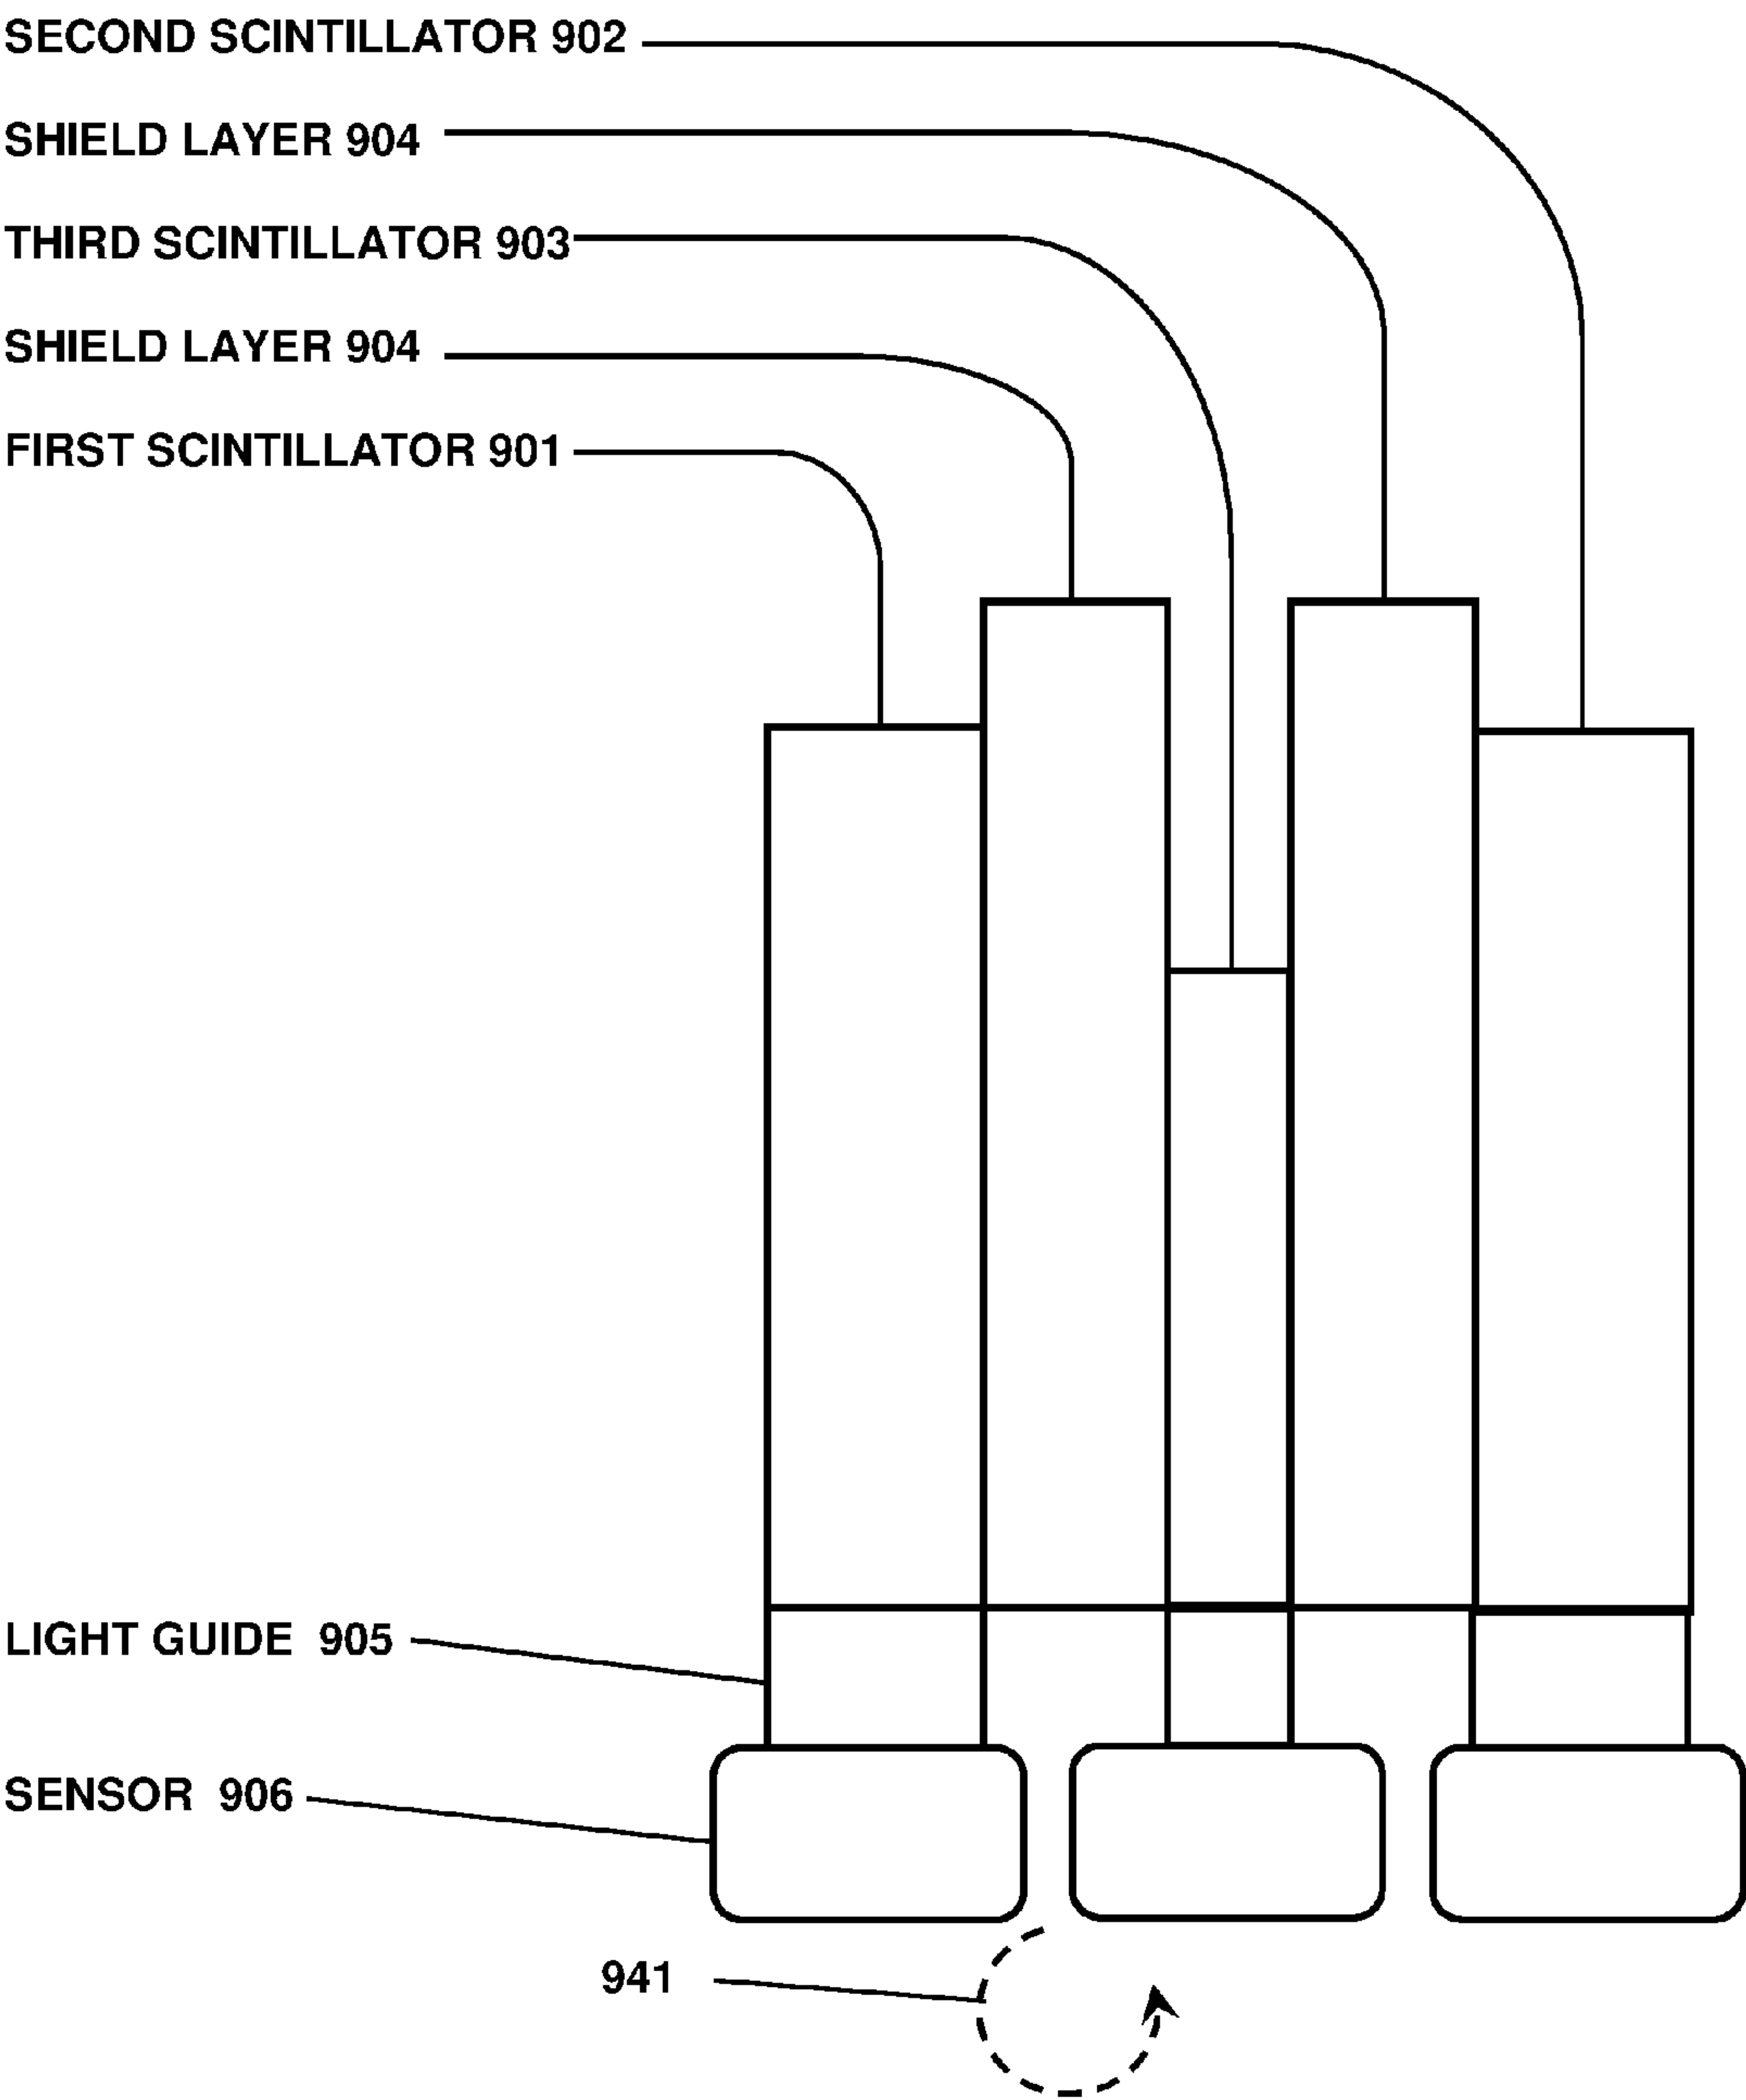 SECOND SCINTILLATOR 902
SHIELD LAYER 904
THIRD SCINTILLATOR 903
SHIELD LAYER 904
FIRST SCINTILLATOR 901
LIGHT GUIDE 905
SENSOR 906
941